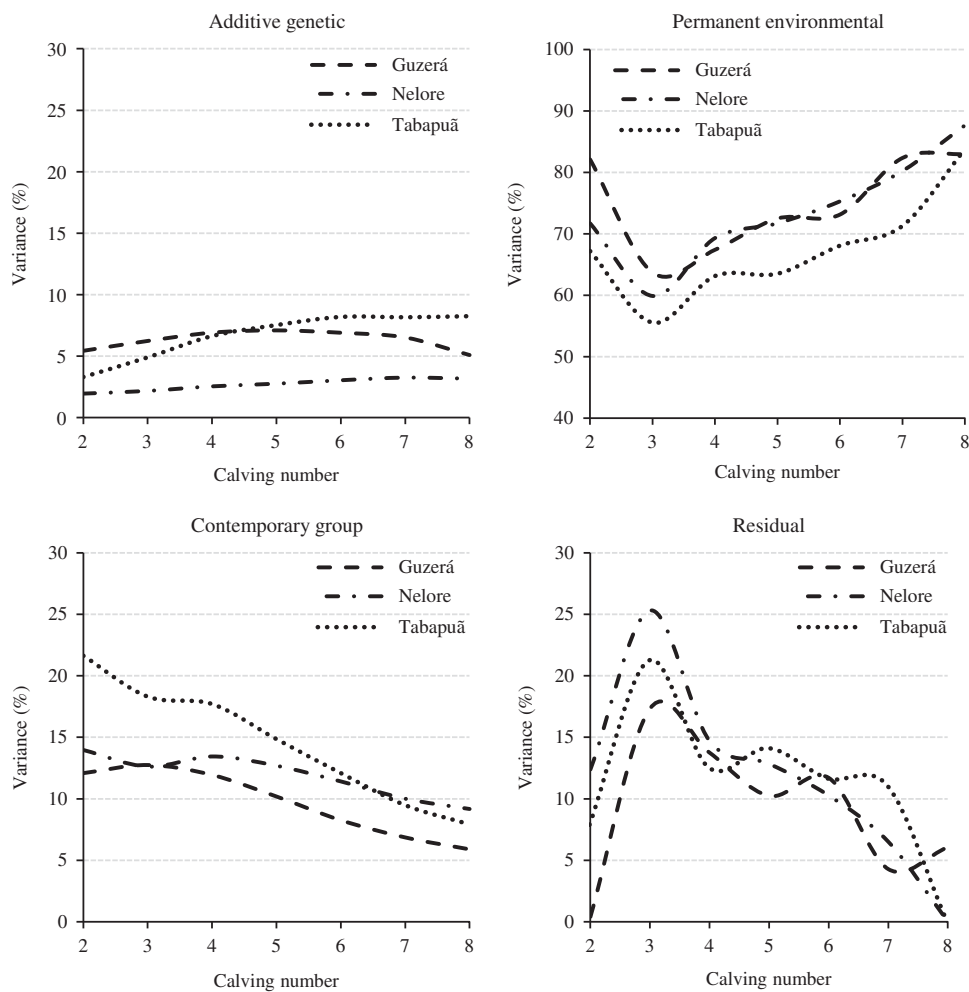 Additive genetic
30
25
20
15
10
5
0
Variance (%)
Guzerá
Nelore
Tabapuã
2 3 4 5 6 7 8
Calving number
Permanent environmental
100
90
80
70
60
50
40
Variance (%)
Guzerá
Nelore
Tabapuã
2 3 4 5 6 7 8
Calving number
Contemporary group
30
25
20
15
10
5
0
Variance (%)
Guzerá
Nelore
Tabapuã
2 3 4 5 6 7 8
Calving number
Residual
30
25
20
15
10
5
0
Variance (%)
Guzerá
Nelore
Tabapuã
2 3 4 5 6 7 8
Calving number